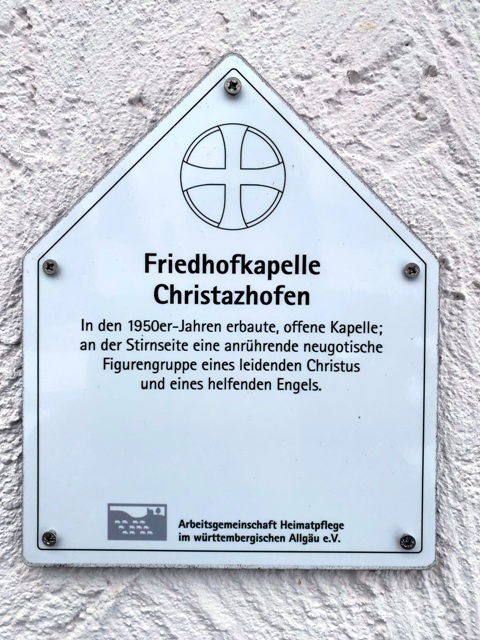 Friedhofkapelle
Christazhofen
In den 1950er-Jahren erbaute, offene Kapelle;
an der Stirnseite eine anrührende neugotische
Figurengruppe eines leidenden Christus
und eines helfenden Engels.
Arbeitsgemeinschaft Heimatpflege
im württembergischen Allgäu e.V.